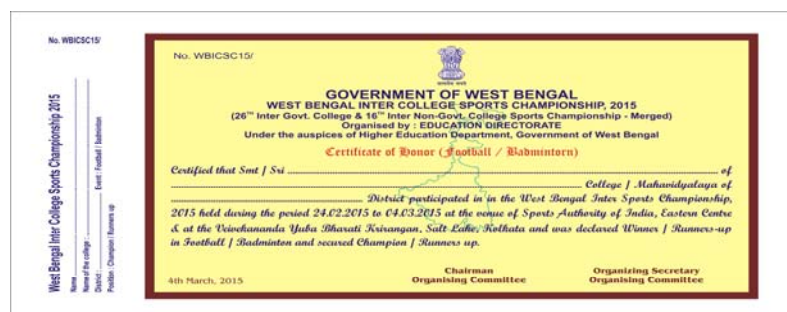 No. WBICSC15/
West Bengal Inter College Sports Championship 2015
Name
Name of the college :
District : Event : Football / Badminton
Position : Champion / Runners up
No. WBICSC15/
GOVERNMENT OF WEST BENGAL
WEST BENGAL INTER COLLEGE SPORTS CHAMPIONSHIP, 2015
(26TH Inter Govt. College & 16TH Inter Non-Govt. College Sports Championship - Merged)
Organised by : EDUCATION DIRECTORATE
Under the auspices of Higher Education Department, Government of West Bengal
Certificate of Honor (Football / Badmintorn)
Certified that Smt / Sri of
College / Mahavidyalaya of
District participated in in the West Bengal Inter Sports Championship,
2015 held during the period 24.02.2015 to 04.03.2015 at the venue of Sports Authority of India, Eastern Centre
& at the Veivekananda Yuba Bharati Krirangan, Salt Lake, Kolkata and was declared Winner / Runners-up
in Football / Badminton and secured Champion / Runners up.
4th March, 2015
Chairman
Organising Committee
Organizing Secretary
Organising Committee